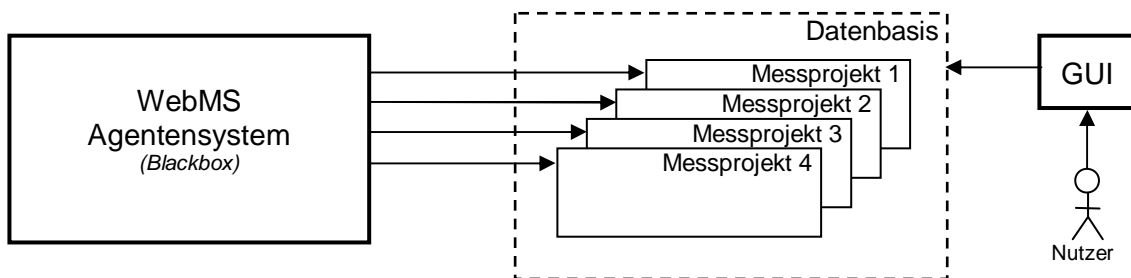 WebMS
Agentensystem
(Blackbox)
Datenbasis
Messprojekt 1
Messprojekt 2
Messprojekt 3
Messprojekt 4
GUI
Nutzer